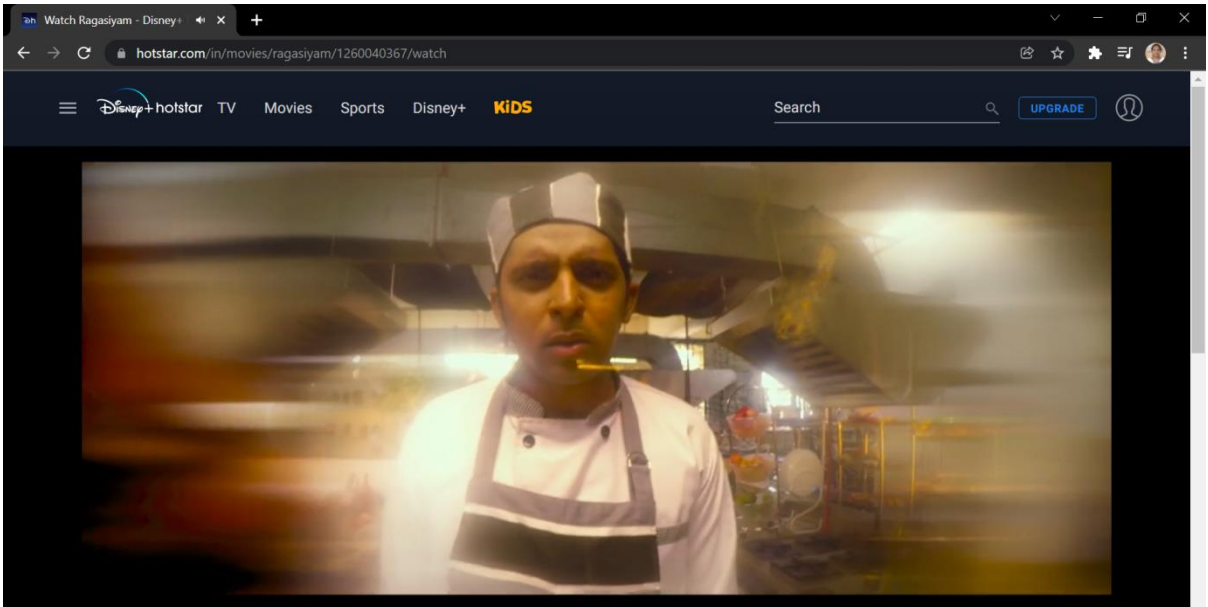 Watch Ragasiyam - Disney+
hotstar.com/in/movies/ragasiyam/1260040367/watch
Disney+ hotstar TV Movies Sports Disney+ KiDS Search UPGRADE